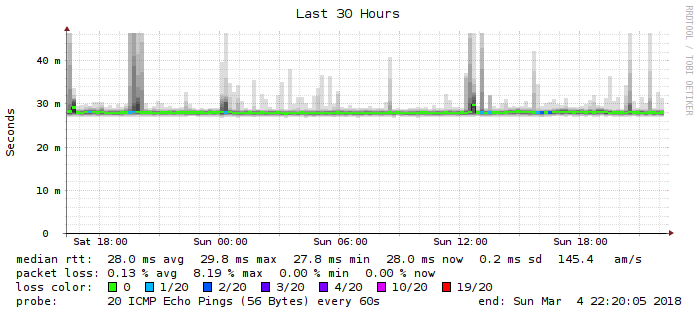 Last 30 Hours
RRDTOOL / TOBI OETIKER
Seconds
40 m
30 m
20 m
10 m
0
Sat 18:00 Sun 00:00 Sun 06:00 Sun 12:00 Sun 18:00
median rtt: 28.0 ms avg 29.8 ms max 27.8 ms min 28.0 ms now 0.2 ms sd 145.4 am/s
packet loss: 0.13 % avg 8.19 % max 0.00 % min 0.00 % now
loss color: 0 1/20 2/20 3/20 4/20 10/20 19/20
probe: 20 ICMP Echo Pings (56 Bytes) every 60s end: Sun Mar 4 22:20:05 2018